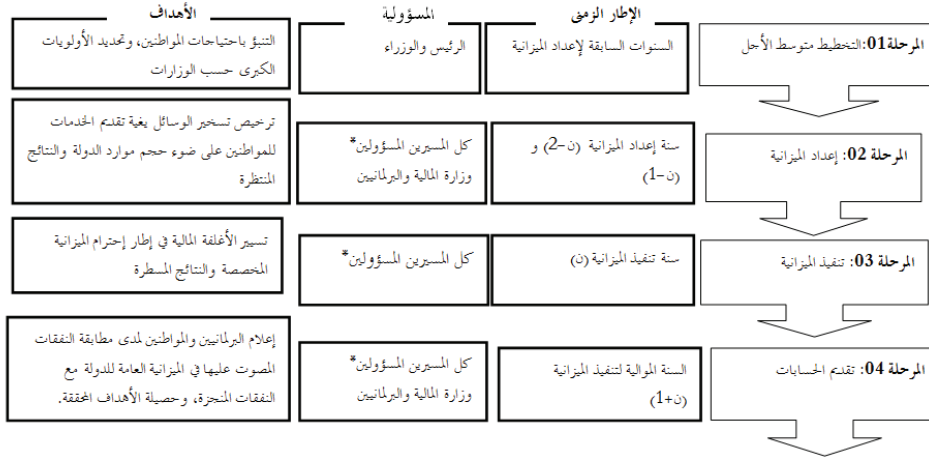 الإطار الزمني
المسؤولية
الأهداف
المرحلة 01:التخطيط متوسط الأجل
السنوات السابقة لإعداد الميزانية
الرئيس والوزراء
التنبؤ باحتياجات المواطنين، وتحديد الأولويات
الكبرى حسب الوزارات
المرحلة 02: إعداد الميزانية
سنة إعداد الميزانية (ن-2) و
(ن-1)
كل المسيرين المسؤولين*
وزارة المالية والبرلمانيين
ترخيص تسخير الوسائل بغية تقديم الخدمات
للمواطنين على ضوء حجم موارد الدولة والنتائج
المنتظرة
المرحلة 03: تنفيذ الميزانية
سنة تنفيذ الميزانية (ن)
كل المسيرين المسؤولين*
تسيير الأغلفة المالية في إطار إحترام الميزانية
المخصصة والنتائج المسطرة
المرحلة 04: تقديم الحسابات
السنة الموالية لتنفيذ الميزانية
(ن+1)
كل المسيرين المسؤولين*
وزارة المالية والبرلمانيين
إعلام البرلمانيين والمواطنين لمدى مطابقة النفقات
المصوت عليها في الميزانية العامة للدولة مع
النفقات المنجزة، وحصيلة الأهداف المحققة.